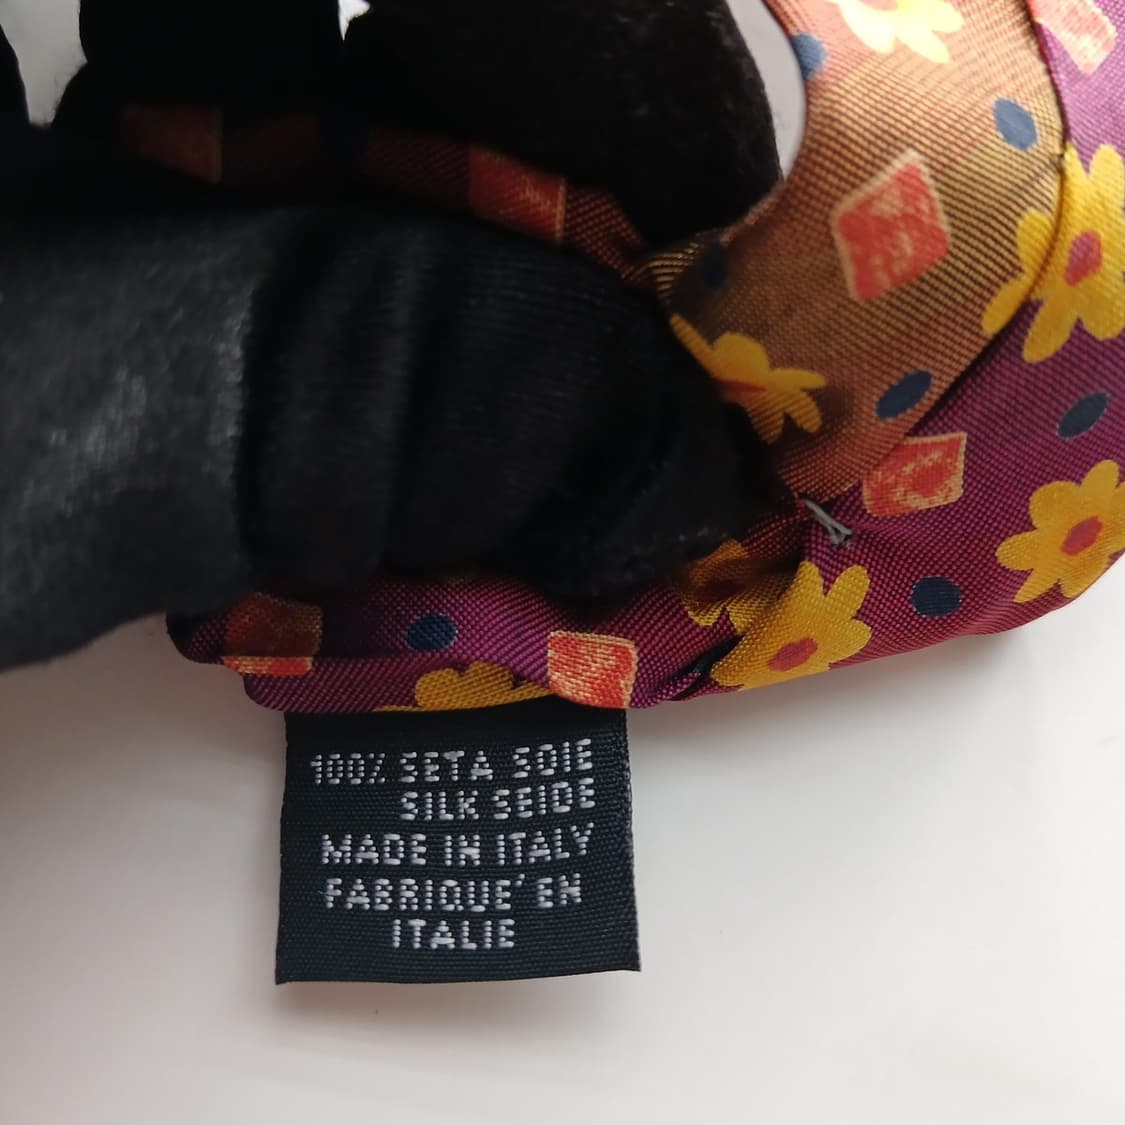 100% SETA SOIE
SILK SEIDE
MADE IN ITALY
FABRIQUE' EN
ITALIE